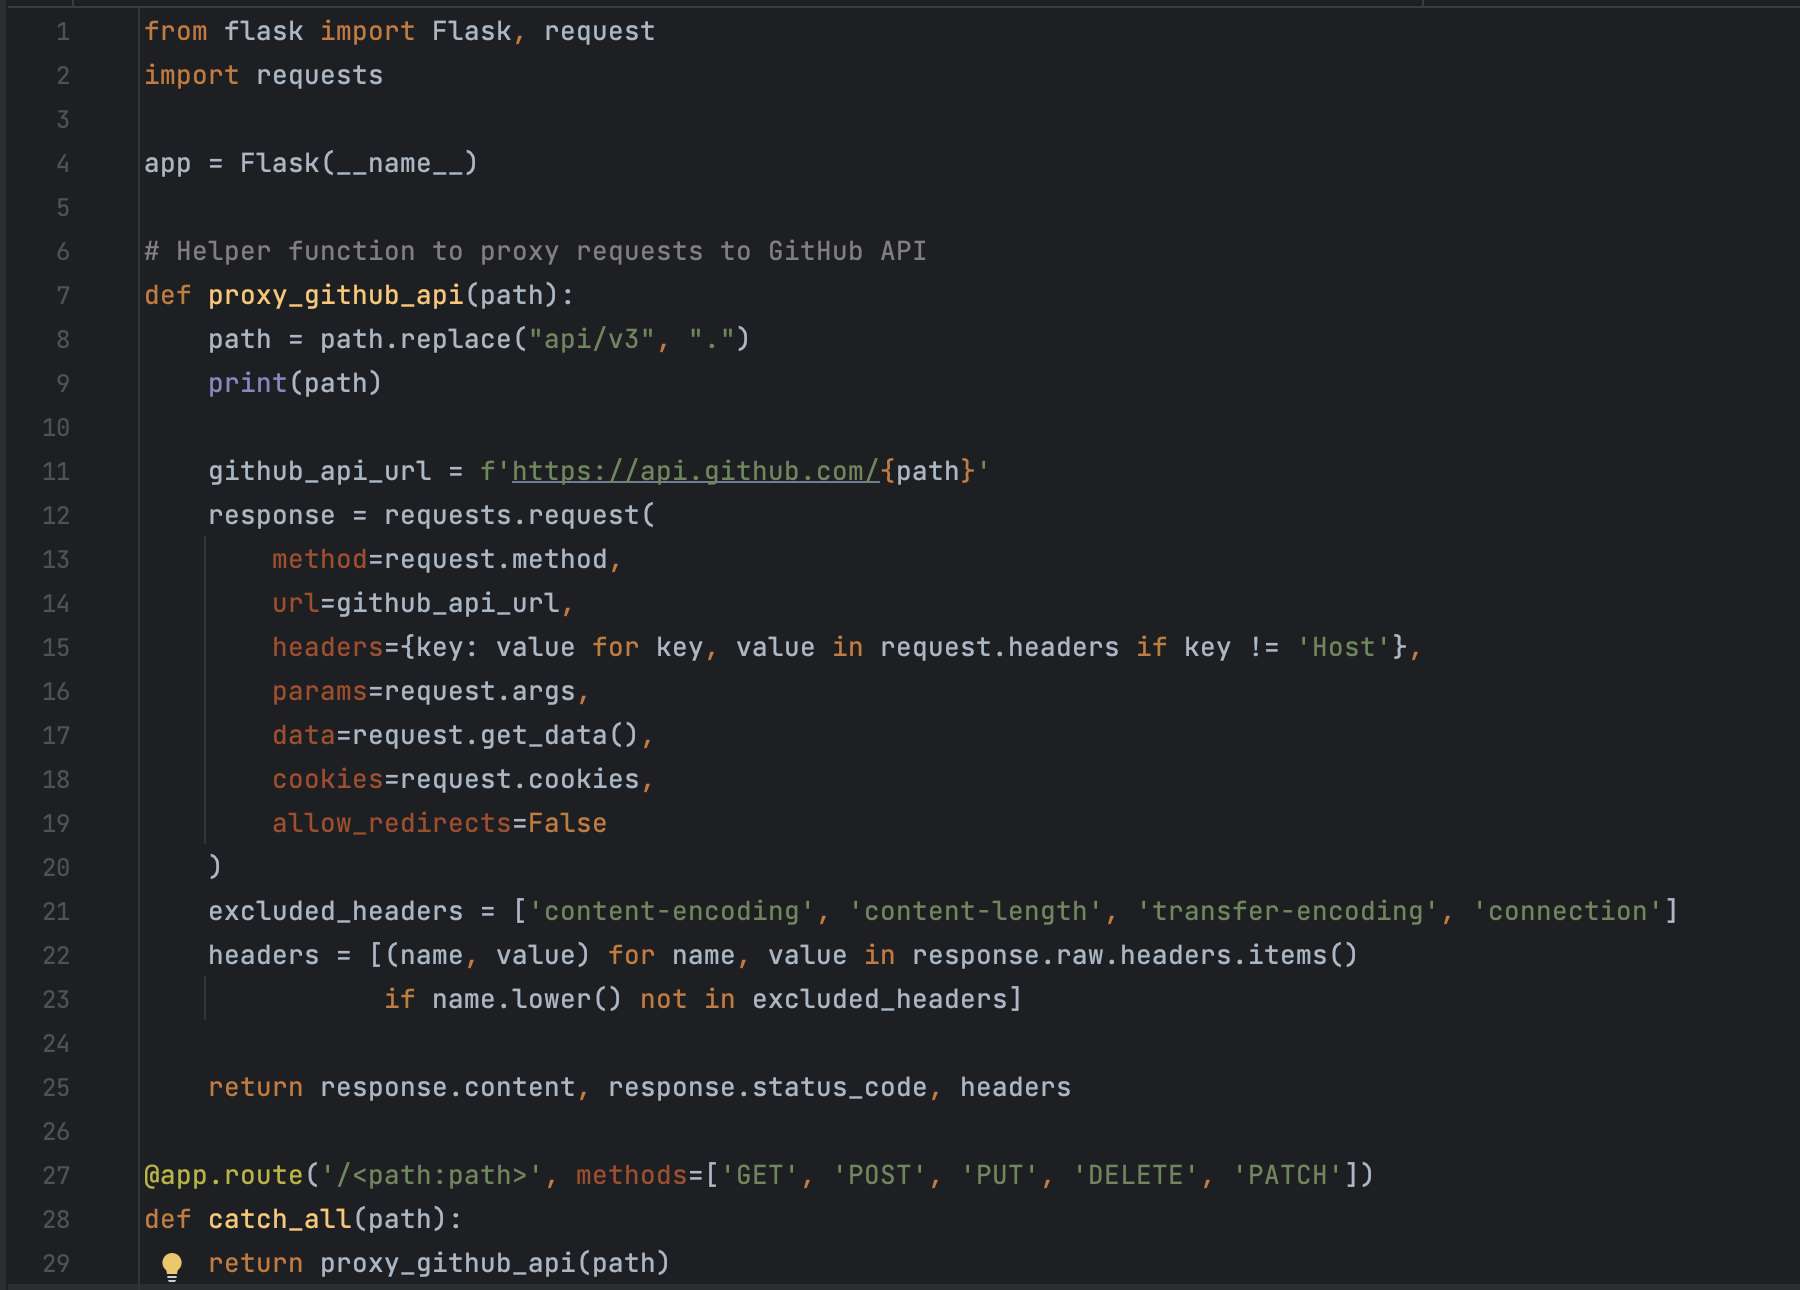 1 from flask import Flask, request
2 import requests
3
4 app = Flask(__name__)
5
6 # Helper function to proxy requests to GitHub API
7 def proxy_github_api(path):
8     path = path.replace("api/v3", ".")
9     print(path)
10
11     github_api_url = f'https://api.github.com/{path}'
12     response = requests.request(
13         method=request.method,
14         url=github_api_url,
15         headers={key: value for key, value in request.headers if key != 'Host'},
16         params=request.args,
17         data=request.get_data(),
18         cookies=request.cookies,
19         allow_redirects=False
20     )
21     excluded_headers = ['content-encoding', 'content-length', 'transfer-encoding', 'connection']
22     headers = [(name, value) for name, value in response.raw.headers.items()
23                if name.lower() not in excluded_headers]
24
25     return response.content, response.status_code, headers
26
27 @app.route('/<path:path>', methods=['GET', 'POST', 'PUT', 'DELETE', 'PATCH'])
28 def catch_all(path):
29     return proxy_github_api(path)